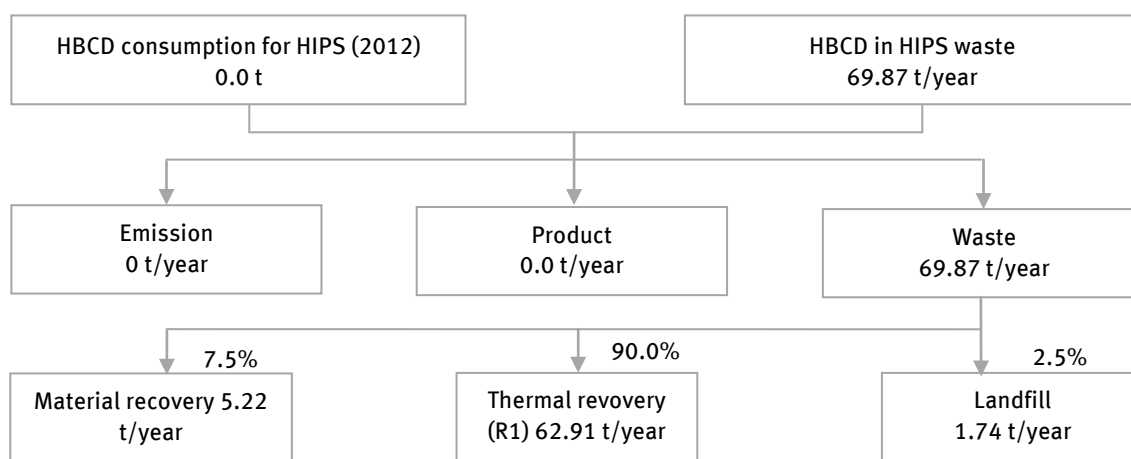 HBCD consumption for HIPS (2012)
0.0 t
HBCD in HIPS waste
69.87 t/year
Emission
0 t/year
Product
0.0 t/year
Waste
69.87 t/year
7.5%
90.0%
2.5%
Material recovery 5.22
t/year
Thermal revovery
(R1) 62.91 t/year
Landfill
1.74 t/year